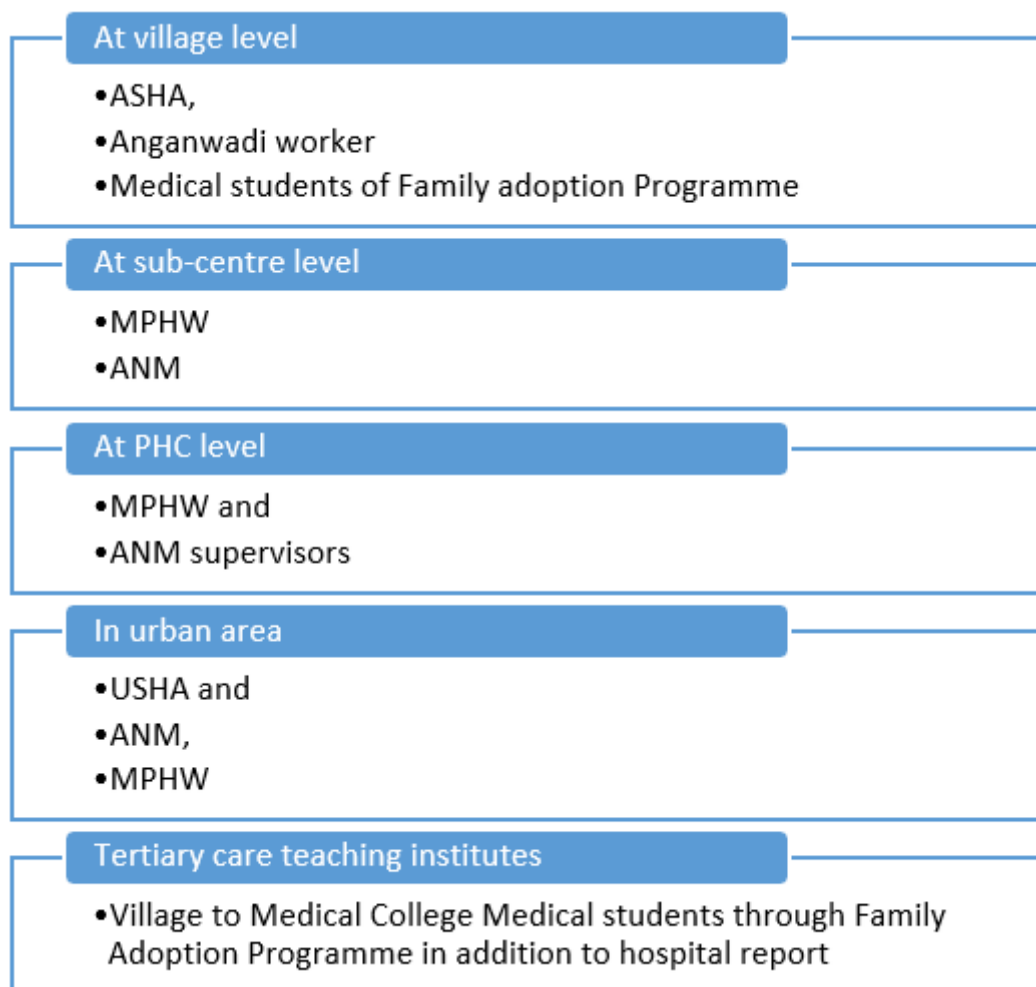 At village level
•ASHA,
•Anganwadi worker
•Medical students of Family adoption Programme
At sub-centre level
•MPHW
•ANM
At PHC level
•MPHW and
•ANM supervisors
In urban area
•USHA and
•ANM,
•MPHW
Tertiary care teaching institutes
•Village to Medical College Medical students through Family
Adoption Programme in addition to hospital report